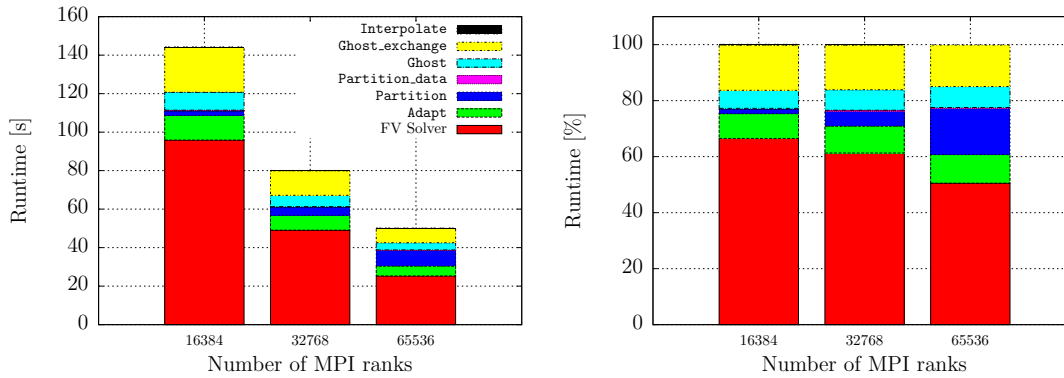 160
140
120
100
80
60
40
20
0
Runtime [s]
Interpolate
Ghost_exchange
Ghost
Partition_data
Partition
Adapt
FV Solver
16384
32768
65536
Number of MPI ranks
100
80
60
40
20
0
Runtime [%]
16384
32768
65536
Number of MPI ranks